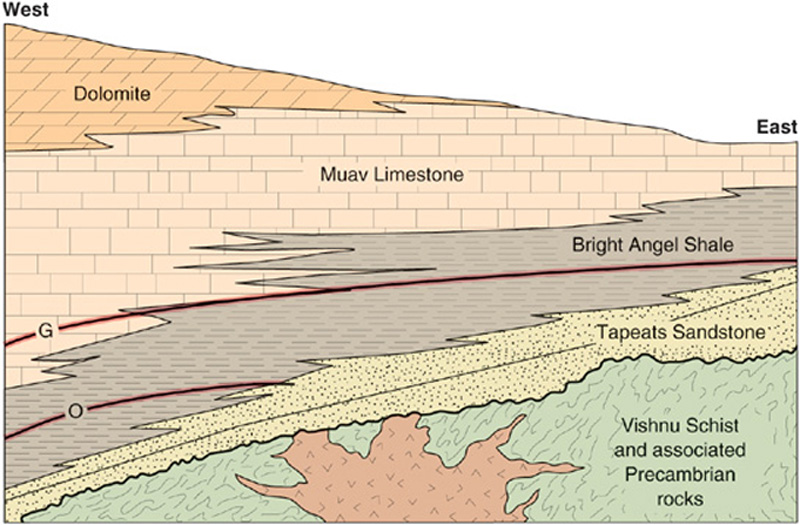 West
Dolomite
East
Muav Limestone
Bright Angel Shale
G
Tapeats Sandstone
O
Vishnu Schist
and associated
Precambrian
rocks